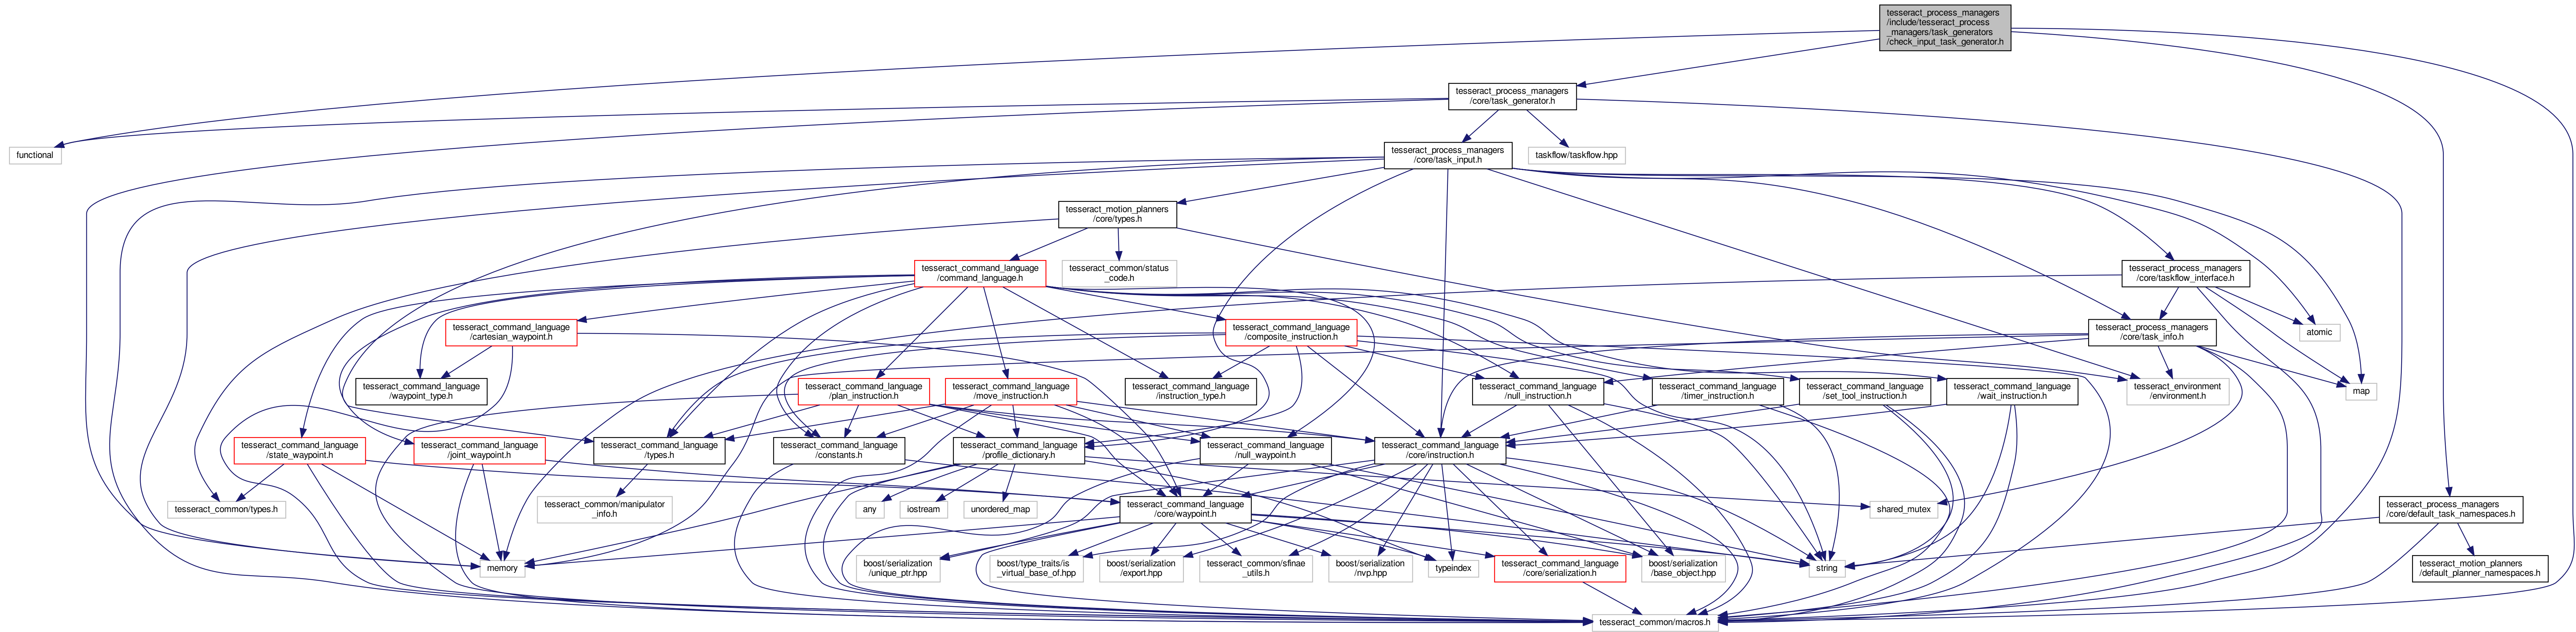 tesseract_process_managers
/include/tesseract_process
_managers/task_generators
/check_input_task_generator.h
tesseract_process_managers
/core/task_generator.h
functional
tesseract_process_managers
/core/task_input.h
taskflow/taskflow.hpp
tesseract_motion_planners
/core/types.h
tesseract_command_language
/command_language.h
tesseract_common/status
_code.h
tesseract_process_managers
/core/taskflow_interface.h
tesseract_command_language
/cartesian_waypoint.h
tesseract_command_language
/composite_instruction.h
tesseract_process_managers
/core/task_info.h
atomic
tesseract_command_language
/waypoint_type.h
tesseract_command_language
/plan_instruction.h
tesseract_command_language
/move_instruction.h
tesseract_command_language
/instruction_type.h
tesseract_command_language
/null_instruction.h
tesseract_command_language
/timer_instruction.h
tesseract_command_language
/set_tool_instruction.h
tesseract_command_language
/wait_instruction.h
tesseract_environment
/environment.h
map
tesseract_command_language
/state_waypoint.h
tesseract_command_language
/joint_waypoint.h
tesseract_command_language
/types.h
tesseract_command_language
/constants.h
tesseract_command_language
/profile_dictionary.h
tesseract_command_language
/null_waypoint.h
tesseract_command_language
/core/instruction.h
tesseract_common/types.h
tesseract_common/manipulator
_info.h
any
iostream
unordered_map
tesseract_command_language
/core/waypoint.h
shared_mutex
tesseract_process_managers
/core/default_task_namespaces.h
memory
boost/serialization
/unique_ptr.hpp
boost/type_traits/is
_virtual_base_of.hpp
boost/serialization
/export.hpp
tesseract_common/sfinae
_utils.h
boost/serialization
/nvp.hpp
typeindex
tesseract_command_language
/core/serialization.h
boost/serialization
/base_object.hpp
string
tesseract_motion_planners
/default_planner_namespaces.h
tesseract_common/macros.h